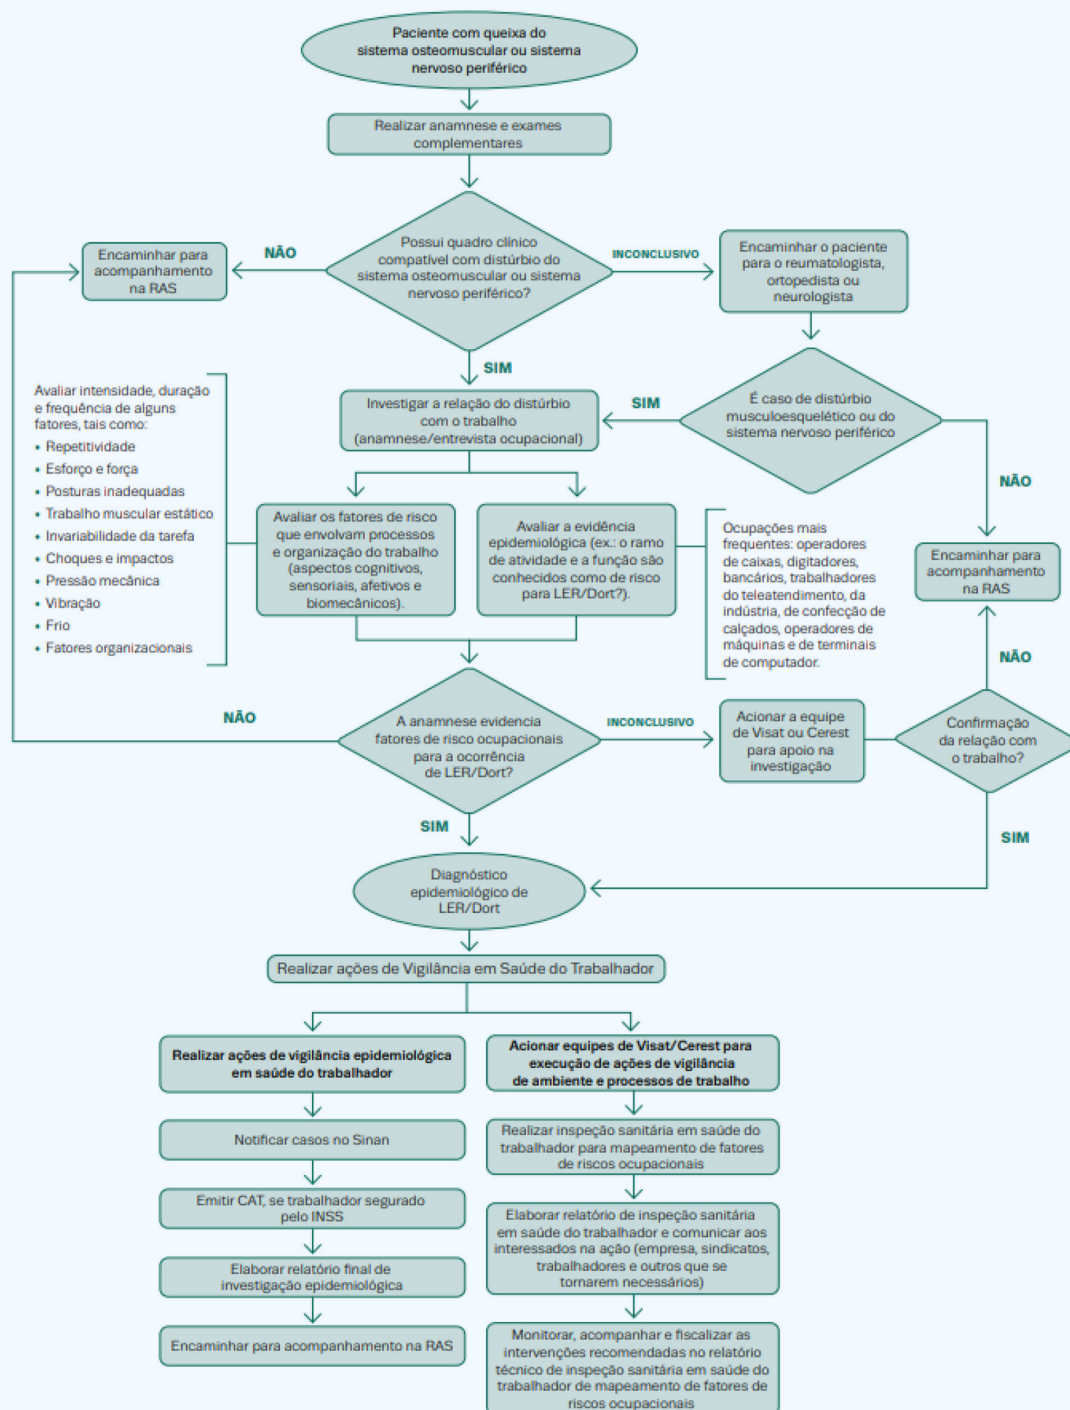 Paciente com queixa do
sistema osteomuscular ou sistema
nervoso periférico
Realizar anamnese e exames
complementares
Possui quadro clínico
compatível com distúrbio do
sistema osteomuscular ou sistema
nervoso periférico?
NÃO
Encaminhar para
acompanhamento
na RAS
INCONCLUSIVO
Encaminhar o paciente
para o reumatologista,
ortopedista ou
neurologista
SIM
É caso de distúrbio
musculoesquelético ou do
sistema nervoso periférico
SIM
NÃO
Investigar a relação do distúrbio
com o trabalho
(anamnese/entrevista ocupacional)
Avaliar intensidade, duração
e frequência de alguns
fatores, tais como:
• Repetitividade
• Esforço e força
• Posturas inadequadas
• Trabalho muscular estático
• Invariabilidade da tarefa
• Choques e impactos
• Pressão mecânica
• Vibração
• Frio
• Fatores organizacionais
Avaliar os fatores de risco
que envolvam processos
e organização do trabalho
(aspectos cognitivos,
sensoriais, afetivos e
biomecânicos).
Avaliar a evidência
epidemiológica (ex.: o ramo
de atividade e a função são
conhecidos como de risco
para LER/Dort?).
Ocupações mais
frequentes: operadores
de caixas, digitadores,
bancários, trabalhadores
do teleatendimento, da
indústria, de confecção de
calçados, operadores de
máquinas e de terminais
de computador.
Encaminhar para
acompanhamento
na RAS
NÃO
NÃO
A anamnese evidencia
fatores de risco ocupacionais
para a ocorrência
de LER/Dort?
INCONCLUSIVO
Acionar a equipe
de Visat ou Cerest
para apoio na
investigação
Confirmação
da relação com
o trabalho?
SIM
SIM
Diagnóstico
epidemiológico de
LER/Dort
Realizar ações de Vigilância em Saúde do Trabalhador
Realizar ações de vigilância epidemiológica
em saúde do trabalhador
Notificar casos no Sinan
Emitir CAT, se trabalhador segurado
pelo INSS
Elaborar relatório final de
investigação epidemiológica
Encaminhar para acompanhamento na RAS
Acionar equipes de Visat/Cerest para
execução de ações de vigilância
de ambiente e processos de trabalho
Realizar inspeção sanitária em saúde do
trabalhador para mapeamento de fatores
de riscos ocupacionais
Elaborar relatório de inspeção sanitária
em saúde do trabalhador e comunicar aos
interessados na ação (empresa, sindicatos,
trabalhadores e outros que se
tornarem necessários)
Monitorar, acompanhar e fiscalizar as
intervenções recomendadas no relatório
técnico de inspeção sanitária em saúde do
trabalhador de mapeamento de fatores de
riscos ocupacionais